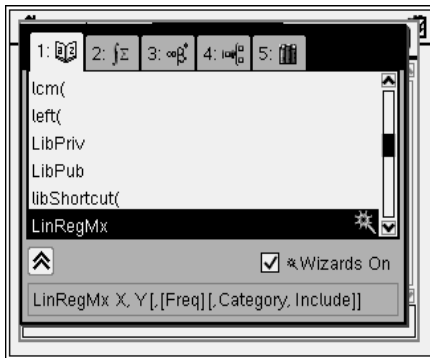 1: 2: ∫Σ 3: ∞β° 4: 5:
lcm(
left(
LibPriv
LibPub
libShortcut(
LinRegMx
Wizards On
LinRegMx X, Y[,[Freq][,Category, Include]]